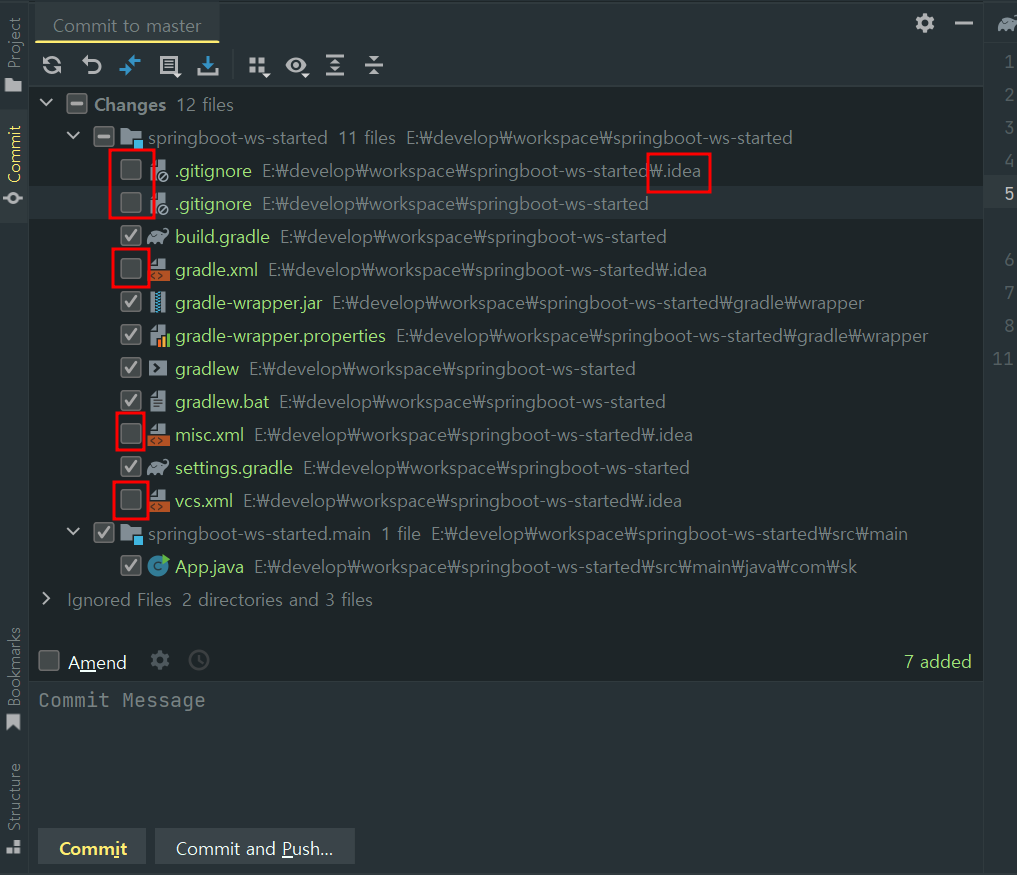 Project
Commit
Bookmarks
Structure
Commit to master
Changes 12 files
springboot-ws-started 11 files E:₩develop₩workspace₩springboot-ws-started
.gitignore E:₩develop₩workspace₩springboot-ws-started₩.idea
.gitignore E:₩develop₩workspace₩springboot-ws-started
build.gradle E:₩develop₩workspace₩springboot-ws-started
gradle.xml E:₩develop₩workspace₩springboot-ws-started₩.idea
gradle-wrapper.jar E:₩develop₩workspace₩springboot-ws-started₩gradle₩wrapper
gradle-wrapper.properties E:₩develop₩workspace₩springboot-ws-started₩gradle₩wrapper
gradlew E:₩develop₩workspace₩springboot-ws-started
gradlew.bat E:₩develop₩workspace₩springboot-ws-started
misc.xml E:₩develop₩workspace₩springboot-ws-started₩.idea
settings.gradle E:₩develop₩workspace₩springboot-ws-started
vcs.xml E:₩develop₩workspace₩springboot-ws-started₩.idea
springboot-ws-started.main 1 file E:₩develop₩workspace₩springboot-ws-started₩src₩main
App.java E:₩develop₩workspace₩springboot-ws-started₩src₩main₩java₩com₩sk
Ignored Files 2 directories and 3 files
Amend 7 added
Commit Message
Commit Commit and Push...
1
2
3
4
5
6
7
8
11